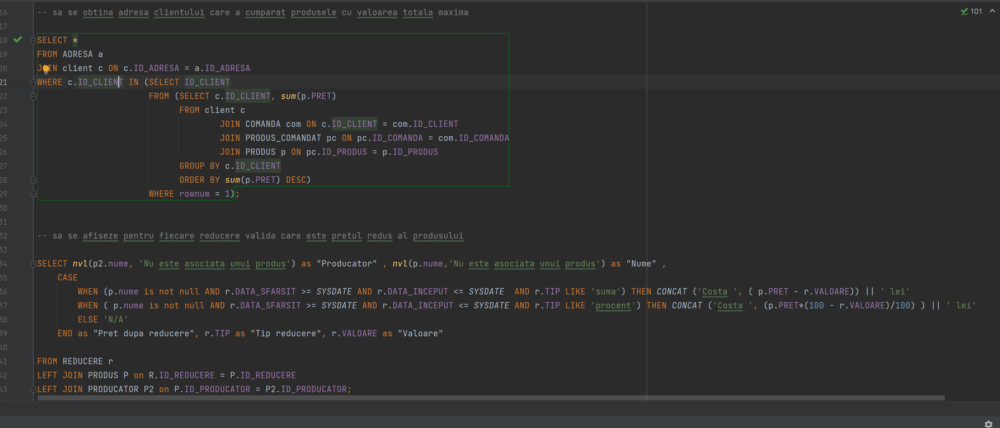 16 -- sa se obtina adresa clientului care a cumparat produsele cu valoarea totala maxima
101
17
18 SELECT *
19 FROM ADRESA a
20 JOIN client c ON c.ID_ADRESA = a.ID_ADRESA
21 WHERE c.ID_CLIENT IN (SELECT ID_CLIENT
22 FROM (SELECT c.ID_CLIENT, sum(p.PRET)
23 FROM client c
24 JOIN COMANDA com ON c.ID_CLIENT = com.ID_CLIENT
25 JOIN PRODUS_COMANDAT pc ON pc.ID_COMANDA = com.ID_COMANDA
26 JOIN PRODUS p ON pc.ID_PRODUS = p.ID_PRODUS
27 GROUP BY c.ID_CLIENT
28 ORDER BY sum(p.PRET) DESC)
29 WHERE rownum = 1);
30
31
32 -- sa se afiseze pentru fiecare reducere valida care este pretul redus al produsului
33
34 SELECT nvl(p2.nume, 'Nu este asociata unui produs') as "Producator" , nvl(p.nume,'Nu este asociata unui produs') as "Nume" ,
35 CASE
36 WHEN (p.nume is not null AND r.DATA_SFARSIT >= SYSDATE AND r.DATA_INCEPUT <= SYSDATE  AND r.TIP LIKE 'suma') THEN CONCAT ('Costa ', ( p.PRET - r.VALOARE)) || ' lei'
37 WHEN ( p.nume is not null AND r.DATA_SFARSIT >= SYSDATE AND r.DATA_INCEPUT <= SYSDATE AND r.TIP LIKE 'procent') THEN CONCAT ('Costa ', (p.PRET*(100 - r.VALOARE)/100) ) || ' lei'
38 ELSE 'N/A'
39 END as "Pret dupa reducere", r.TIP as "Tip reducere", r.VALOARE as "Valoare"
40
41 FROM REDUCERE r
42 LEFT JOIN PRODUS P on R.ID_REDUCERE = P.ID_REDUCERE
43 LEFT JOIN PRODUCATOR P2 on P.ID_PRODUCATOR = P2.ID_PRODUCATOR;